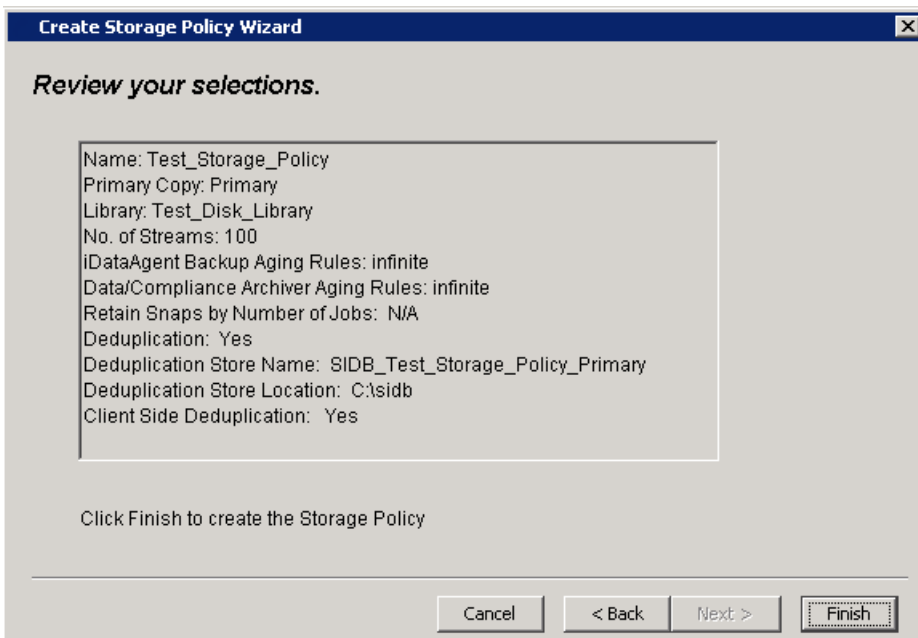 Create Storage Policy Wizard
Review your selections.
Name: Test_Storage_Policy
Primary Copy: Primary
Library: Test_Disk_Library
No. of Streams: 100
iDataAgent Backup Aging Rules: infinite
Data/Compliance Archiver Aging Rules: infinite
Retain Snaps by Number of Jobs: N/A
Deduplication: Yes
Deduplication Store Name: SIDB_Test_Storage_Policy_Primary
Deduplication Store Location: C:\sidb
Client Side Deduplication: Yes
Click Finish to create the Storage Policy
Cancel < Back Next > Finish